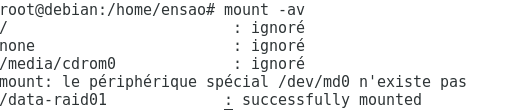 root@debian:/home/ensao# mount -av
/                         : ignoré
none                      : ignoré
/media/cdrom0             : ignoré
mount: le périphérique spécial /dev/md0 n'existe pas
/data-raid01             : successfully mounted